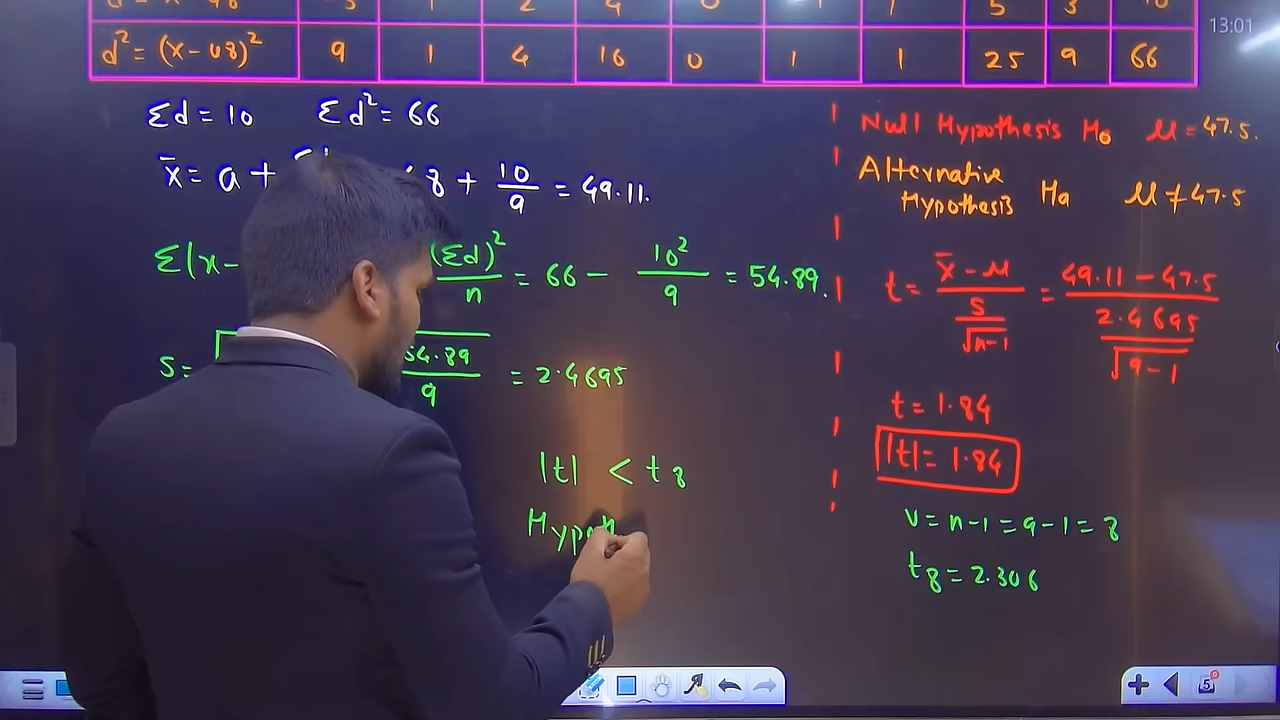 13:01
d² = (x-48)² 9 1 4 16 0 1 1 25 9 66
Σd = 10 Σd² = 66
x̄ = a + 8 + 10/9 = 49.11.
Σ(x- (Σd)²/n = 66 - 10²/9 = 54.89.
S = 54.89/9 = 2.4695
|t| < t8
Hypoth
Null Hypothesis H0 μ = 47.5.
Alternative
Hypothesis Ha μ ≠ 47.5
t = (x̄ - μ)/(S/√(n-1)) = (49.11 - 47.5)/(2.4695/√(9-1))
t = 1.84
|t| = 1.84
v = n-1 = 9-1 = 8
t8 = 2.306
5